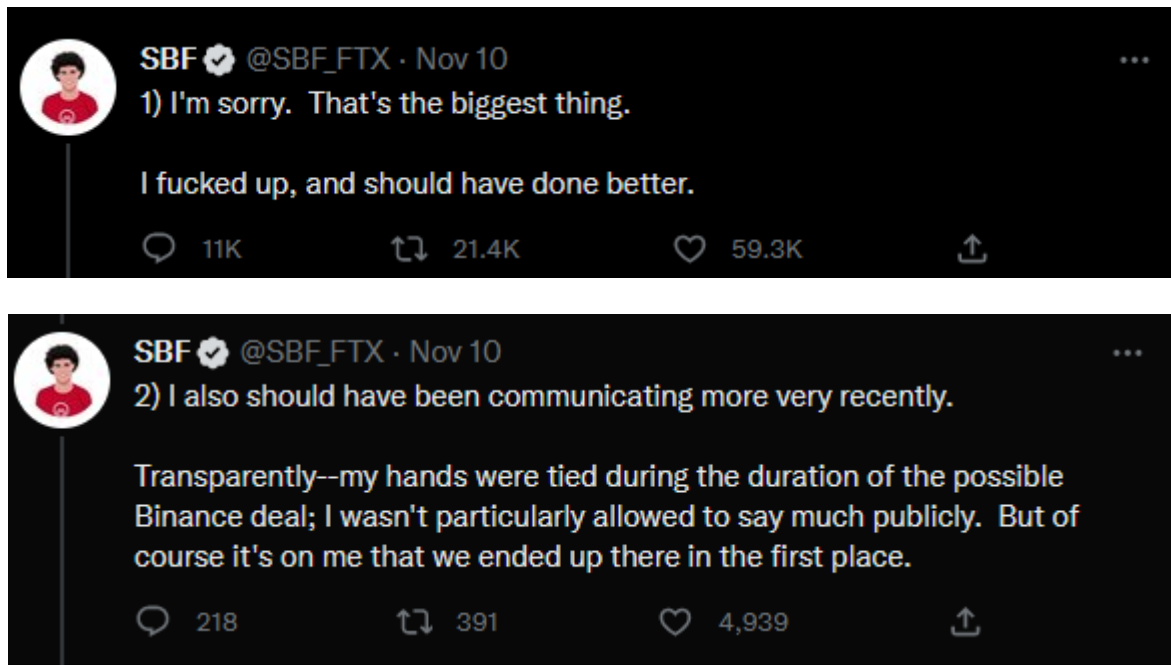 SBF @SBF_FTX · Nov 10
1) I'm sorry.  That's the biggest thing.
I fucked up, and should have done better.
11K 21.4K 59.3K
SBF @SBF_FTX · Nov 10
2) I also should have been communicating more very recently.
Transparently--my hands were tied during the duration of the possible
Binance deal; I wasn't particularly allowed to say much publicly.  But of
course it's on me that we ended up there in the first place.
218 391 4,939